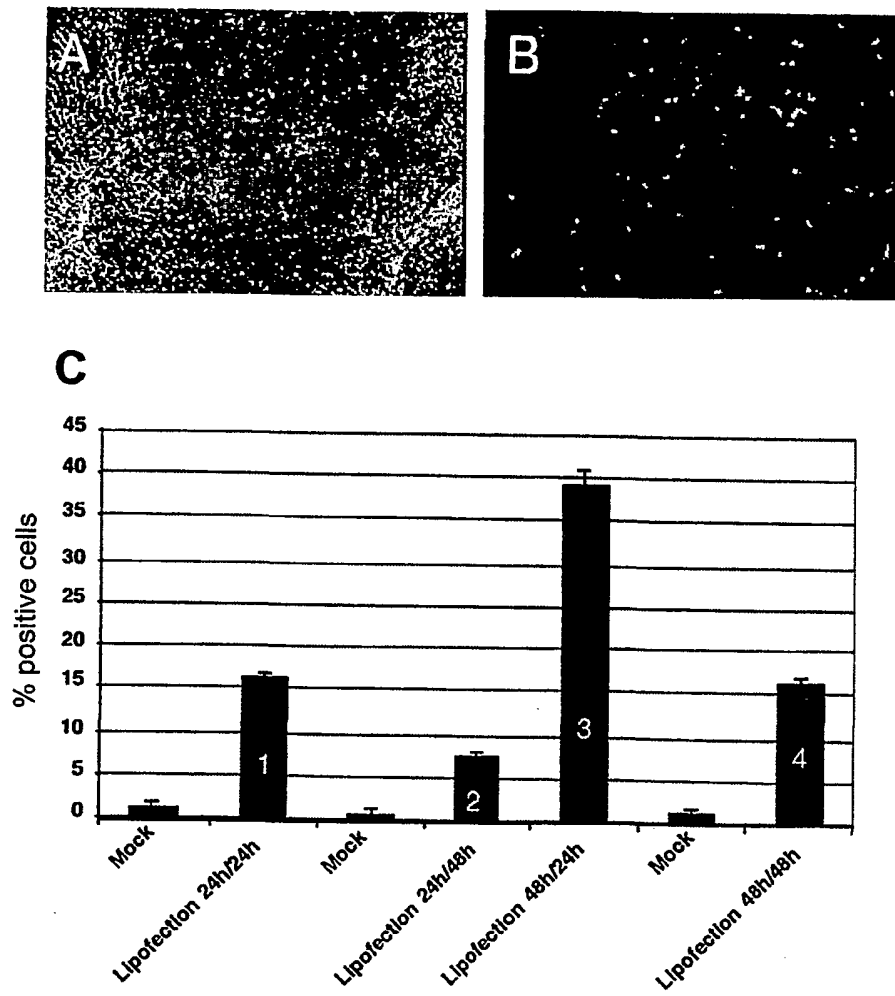 A
B
C
% positive cells
45
40
35
30
25
20
15
10
5
0
1
2
3
4
Mock
Lipofection 24h/24h
Mock
Lipofection 24h/48h
Lipofection 48h/24h
Mock
Lipofection 48h/48h